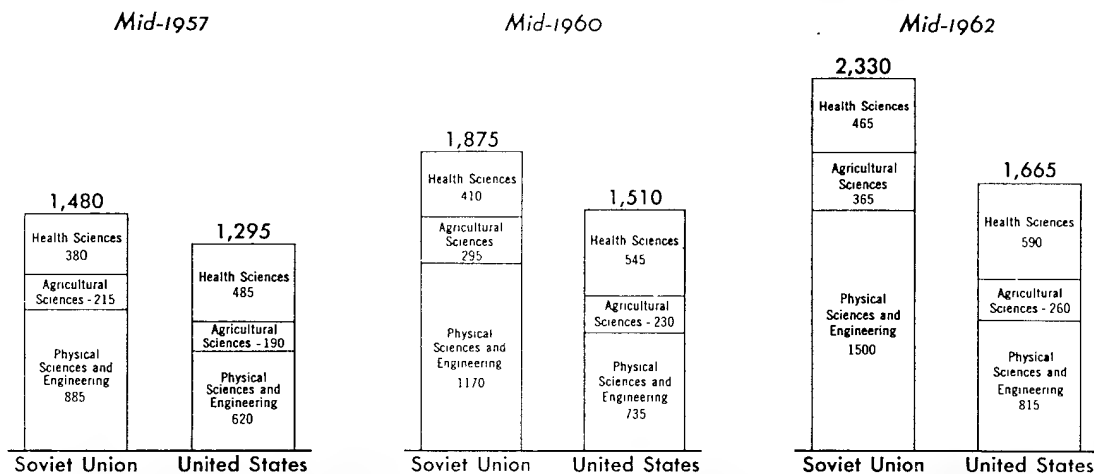 Mid-1957
1,480
Health Sciences
380
Agricultural
Sciences - 215
Physical
Sciences and
Engineering
885
Soviet Union
1,295
Health Sciences
485
Agricultural
Sciences - 190
Physical
Sciences and
Engineering
620
United States
Mid-1960
1,875
Health Sciences
410
Agricultural
Sciences
295
Physical
Sciences and
Engineering
1170
Soviet Union
1,510
Health Sciences
545
Agricultural
Sciences - 230
Physical
Sciences and
Engineering
735
United States
Mid-1962
2,330
Health Sciences
465
Agricultural
Sciences
365
Physical
Sciences and
Engineering
1500
Soviet Union
1,665
Health Sciences
590
Agricultural
Sciences - 260
Physical
Sciences and
Engineering
815
United States